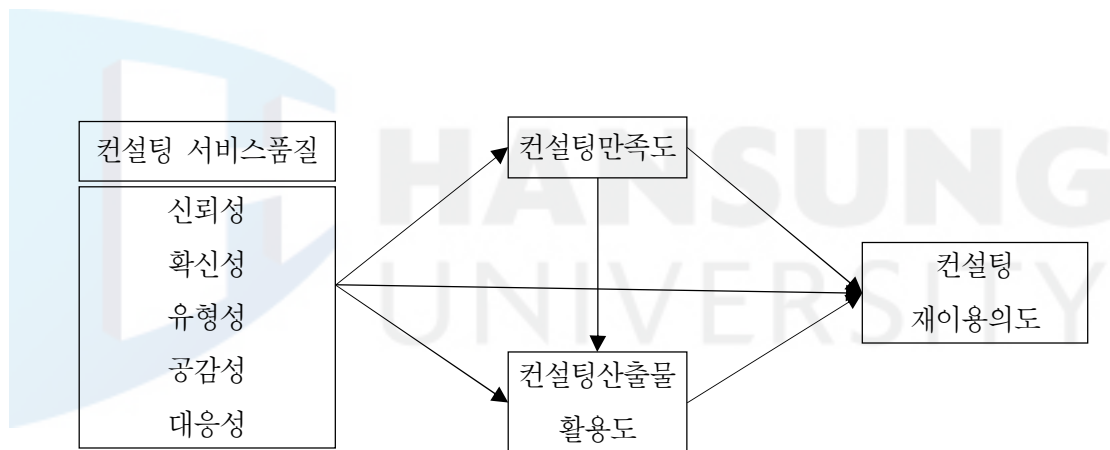 컨설팅 서비스품질
신뢰성
확신성
유형성
공감성
대응성
컨설팅만족도
컨설팅산출물
활용도
컨설팅
재이용의도
HANSUNG
UNIVERSITY